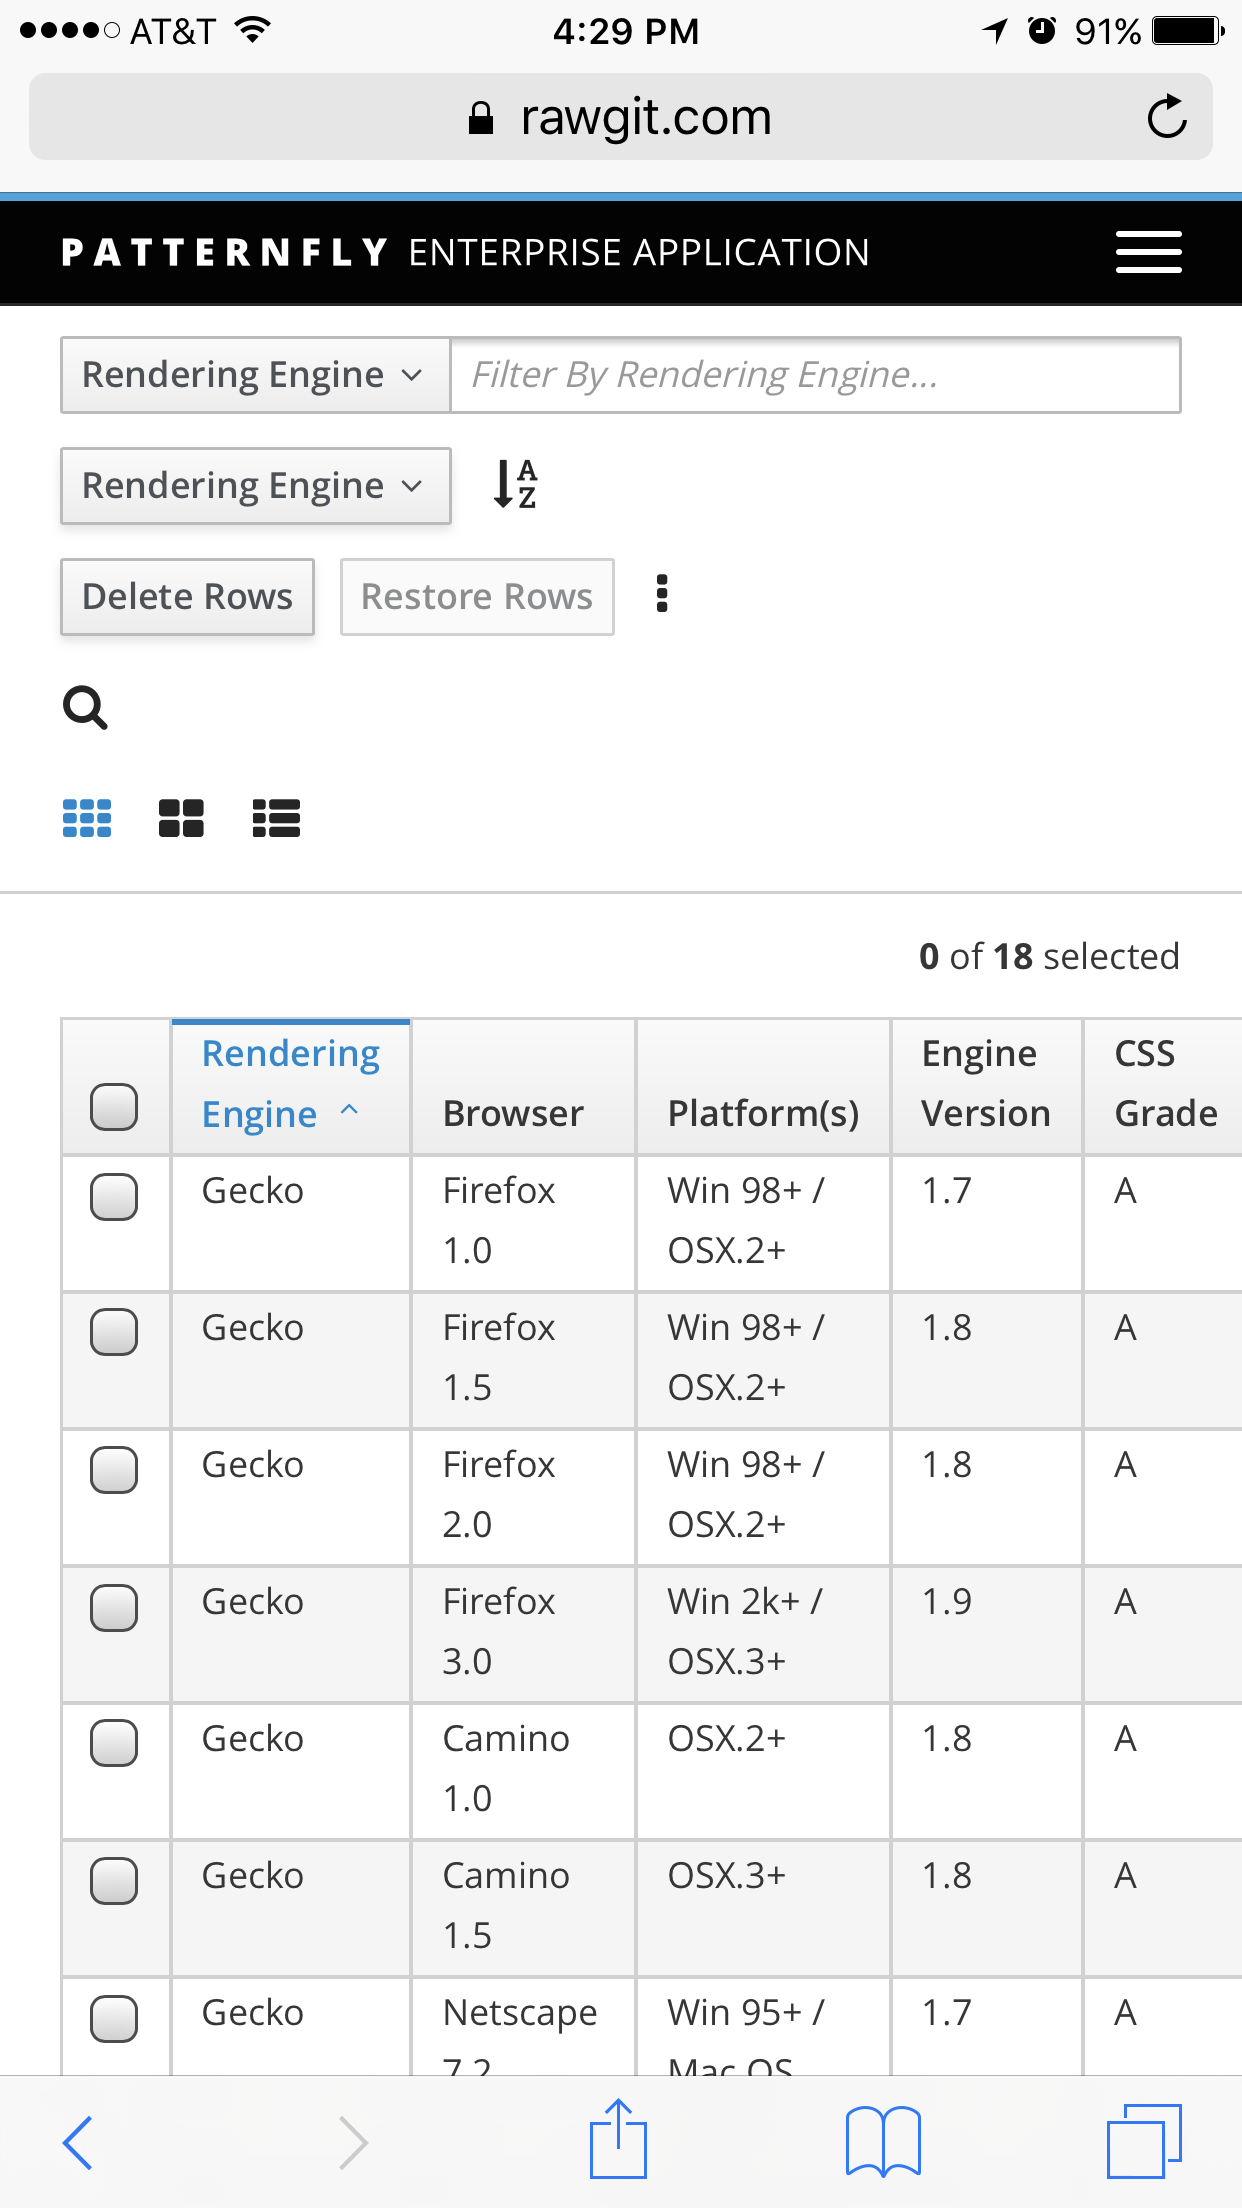 AT&T 4:29 PM 91%
rawgit.com
PATTERNFLY ENTERPRISE APPLICATION
Rendering Engine Filter By Rendering Engine...
Rendering Engine A Z
Delete Rows Restore Rows
0 of 18 selected
Rendering Engine Browser Platform(s) Engine Version CSS Grade
Gecko Firefox 1.0 Win 98+ / OSX.2+ 1.7 A
Gecko Firefox 1.5 Win 98+ / OSX.2+ 1.8 A
Gecko Firefox 2.0 Win 98+ / OSX.2+ 1.8 A
Gecko Firefox 3.0 Win 2k+ / OSX.3+ 1.9 A
Gecko Camino 1.0 OSX.2+ 1.8 A
Gecko Camino 1.5 OSX.3+ 1.8 A
Gecko Netscape 7.2 Win 95+ / Mac OS 1.7 A